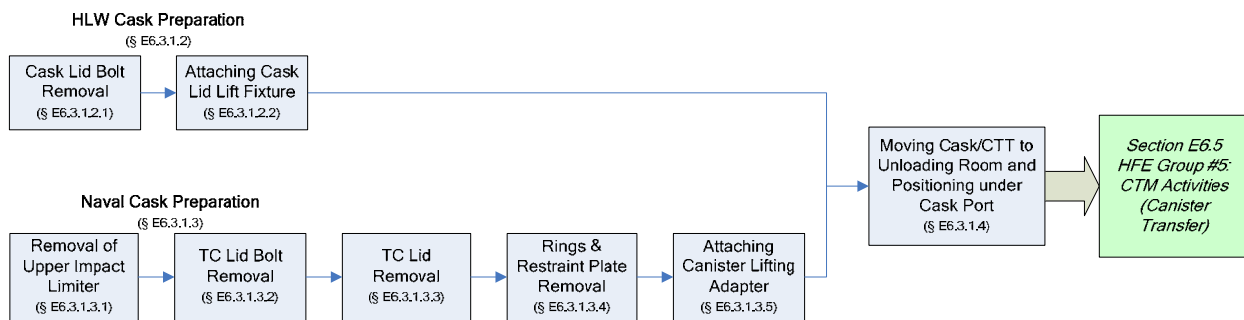 HLW Cask Preparation
(§ E6.3.1.2)
Cask Lid Bolt
Removal
(§ E6.3.1.2.1)
Attaching Cask
Lid Lift Fixture
(§ E6.3.1.2.2)
Naval Cask Preparation
(§ E6.3.1.3)
Removal of
Upper Impact
Limiter
(§ E6.3.1.3.1)
TC Lid Bolt
Removal
(§ E6.3.1.3.2)
TC Lid
Removal
(§ E6.3.1.3.3)
Rings &
Restraint Plate
Removal
(§ E6.3.1.3.4)
Attaching
Canister Lifting
Adapter
(§ E6.3.1.3.5)
Moving Cask/CTT to
Unloading Room and
Positioning under
Cask Port
(§ E6.3.1.4)
Section E6.5
HFE Group #5:
CTM Activities
(Canister
Transfer)